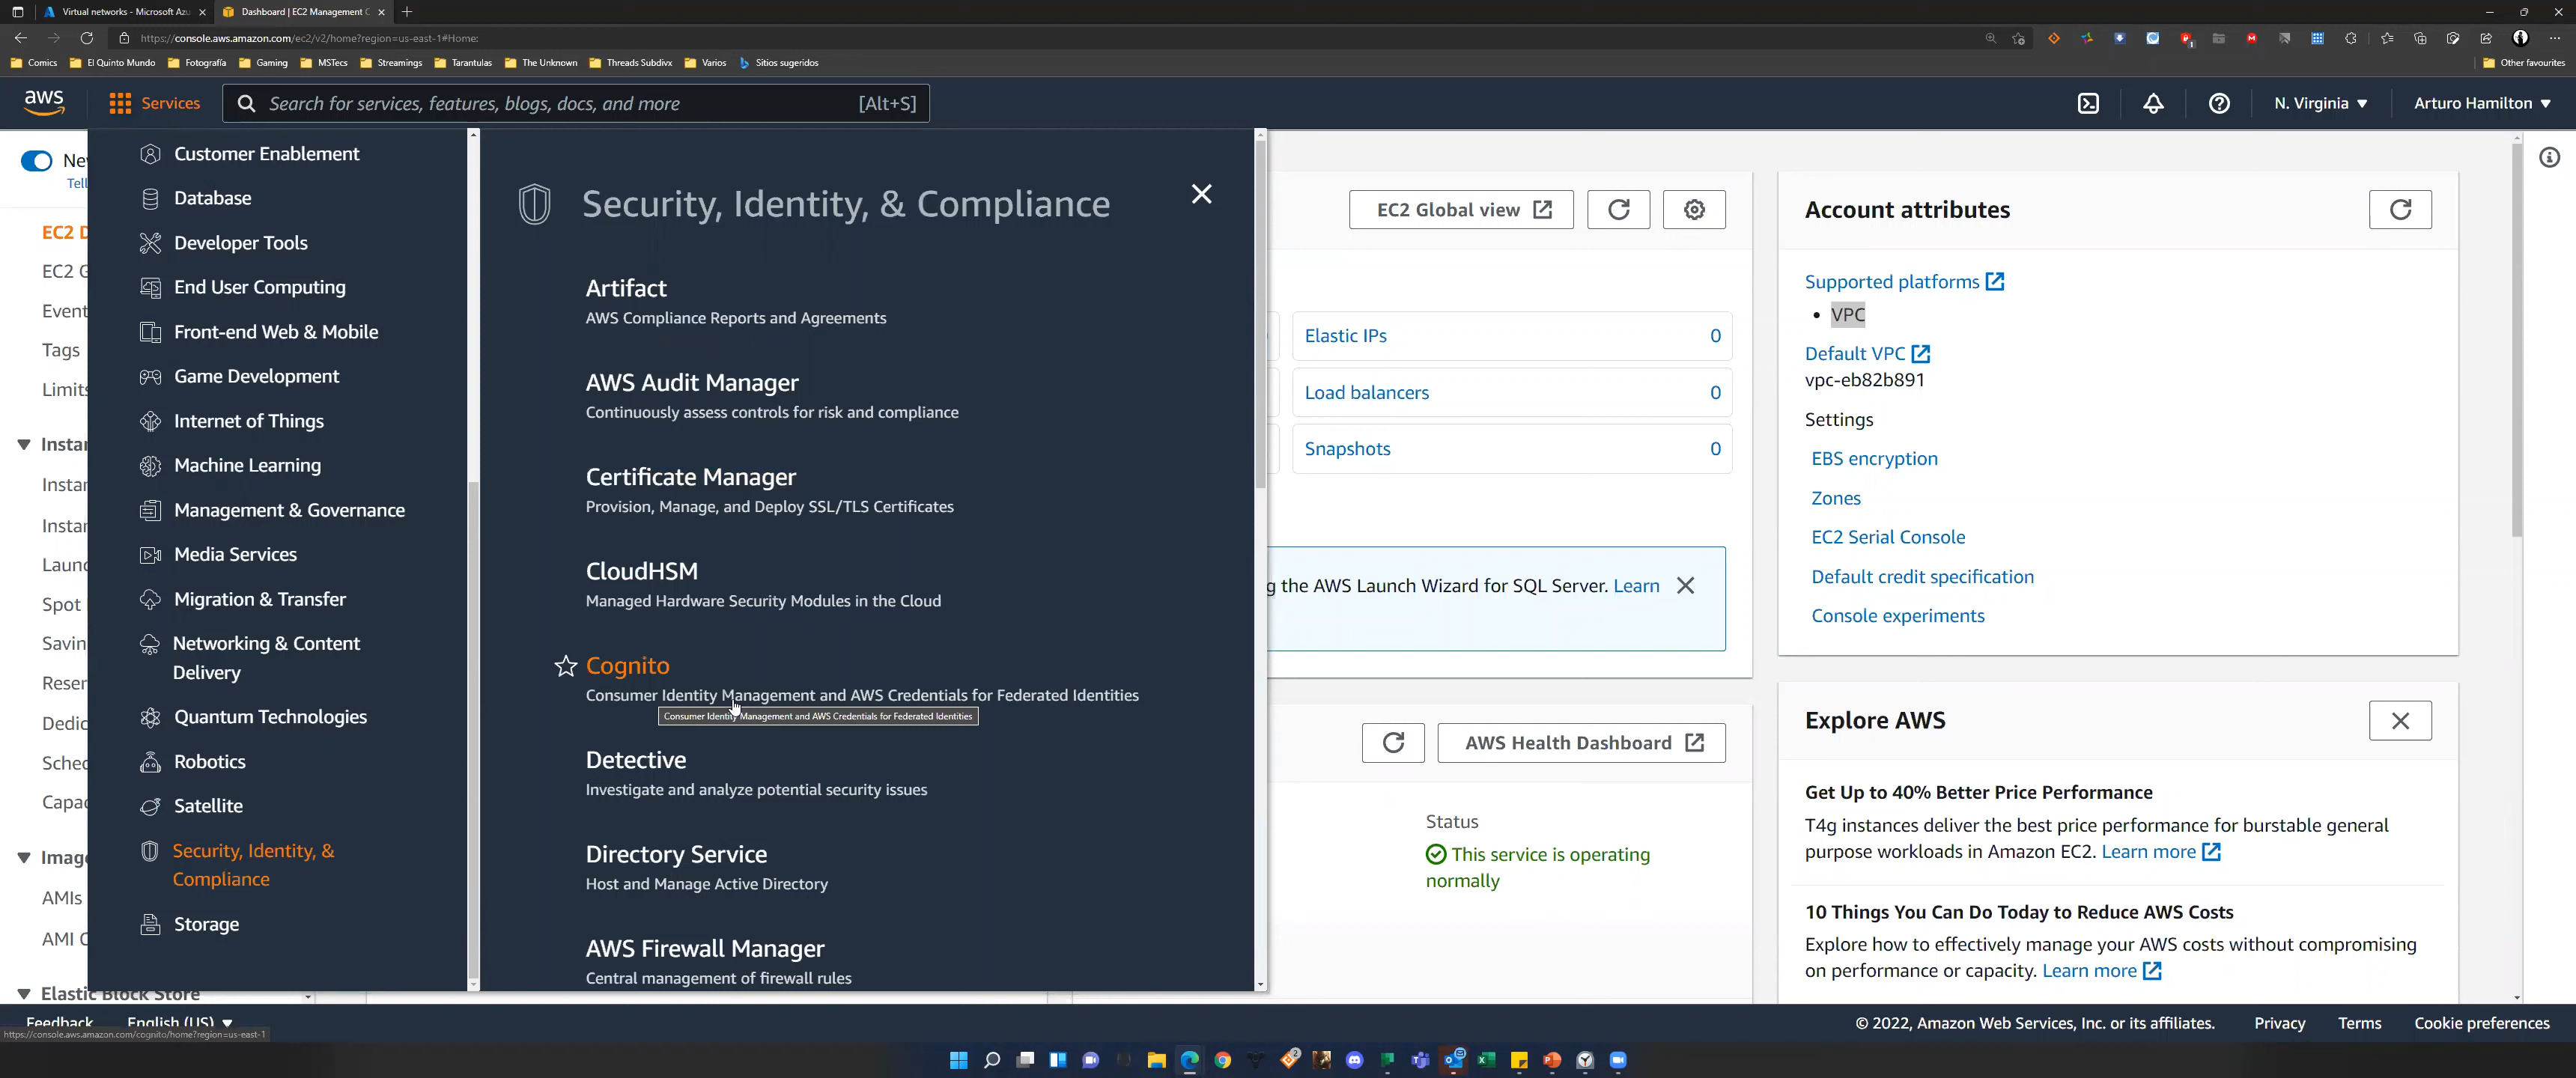 Virtual networks - Microsoft Azu
Dashboard | EC2 Management C
https://console.aws.amazon.com/ec2/v2/home?region=us-east-1#Home:
Comics
El Quinto Mundo
Fotografía
Gaming
MSTecs
Streamings
Tarantulas
The Unknown
Threads Subdivx
Varios
Sitios sugeridos
Other favourites
aws
Services
Search for services, features, blogs, docs, and more
[Alt+S]
N. Virginia
Arturo Hamilton
Nev
Tell
EC2 D
EC2 G
Event
Tags
Limits
Instar
Instar
Instar
Launc
Spot
Savin
Reser
Dedic
Sched
Capac
Image
AMIs
AMI C
Elastic Block Store
Customer Enablement
Database
Developer Tools
End User Computing
Front-end Web & Mobile
Game Development
Internet of Things
Machine Learning
Management & Governance
Media Services
Migration & Transfer
Networking & Content
Delivery
Quantum Technologies
Robotics
Satellite
Security, Identity, &
Compliance
Storage
Security, Identity, & Compliance
Artifact
AWS Compliance Reports and Agreements
AWS Audit Manager
Continuously assess controls for risk and compliance
Certificate Manager
Provision, Manage, and Deploy SSL/TLS Certificates
CloudHSM
Managed Hardware Security Modules in the Cloud
Cognito
Consumer Identity Management and AWS Credentials for Federated Identities
Consumer Identity Management and AWS Credentials for Federated Identities
Detective
Investigate and analyze potential security issues
Directory Service
Host and Manage Active Directory
AWS Firewall Manager
Central management of firewall rules
EC2 Global view
Elastic IPs 0
Load balancers 0
Snapshots 0
g the AWS Launch Wizard for SQL Server. Learn
AWS Health Dashboard
Status
This service is operating
normally
Account attributes
Supported platforms
• VPC
Default VPC
vpc-eb82b891
Settings
EBS encryption
Zones
EC2 Serial Console
Default credit specification
Console experiments
Explore AWS
Get Up to 40% Better Price Performance
T4g instances deliver the best price performance for burstable general
purpose workloads in Amazon EC2. Learn more
10 Things You Can Do Today to Reduce AWS Costs
Explore how to effectively manage your AWS costs without compromising
on performance or capacity. Learn more
Feedback
English (US)
https://console.aws.amazon.com/cognito/home?region=us-east-1
© 2022, Amazon Web Services, Inc. or its affiliates.
Privacy
Terms
Cookie preferences